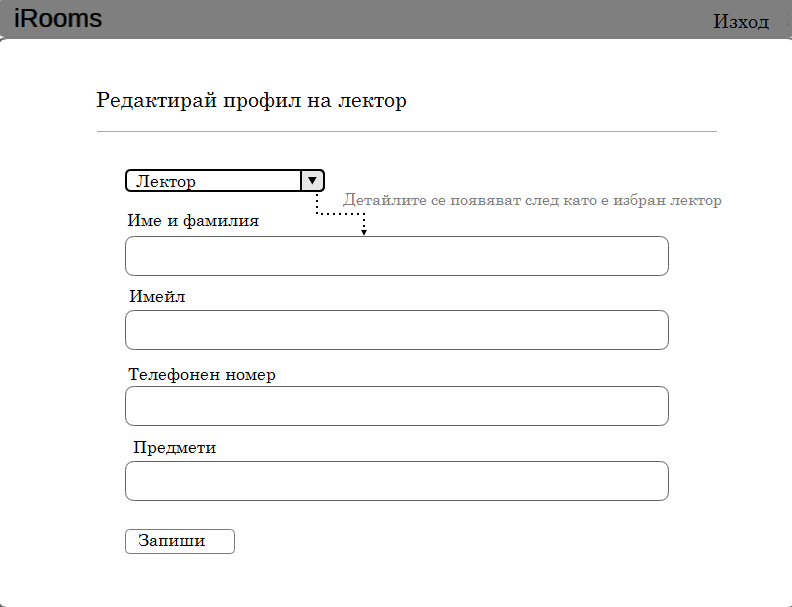 iRooms
Изход
Редактирай профил на лектор
Лектор
Детайлите се появяват след като е избран лектор
Име и фамилия
Имейл
Телефонен номер
Предмети
Запиши